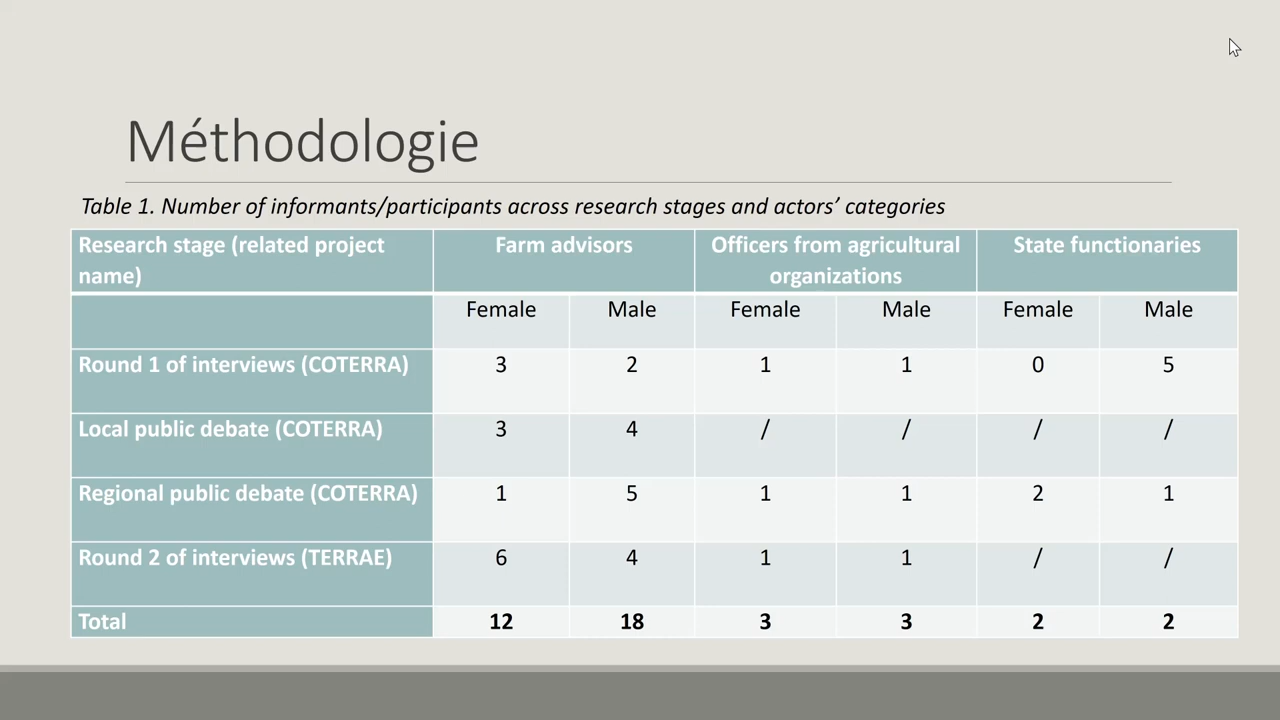 Méthodologie
Table 1. Number of informants/participants across research stages and actors’ categories
Research stage (related project name) Farm advisors Officers from agricultural organizations State functionaries
Female Male Female Male Female Male
Round 1 of interviews (COTERRA) 3 2 1 1 0 5
Local public debate (COTERRA) 3 4 / / / /
Regional public debate (COTERRA) 1 5 1 1 2 1
Round 2 of interviews (TERRAE) 6 4 1 1 / /
Total 12 18 3 3 2 2